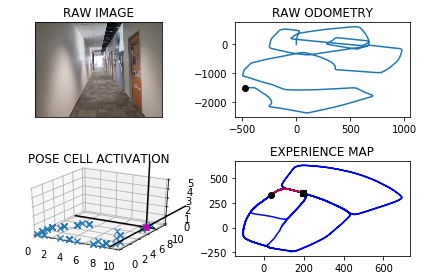 RAW IMAGE
RAW ODOMETRY
0
−1000
−2000
−500 0 500 1000
POSE CELL ACTIVATION
0 2 4 6 8 10
0 2 4 6 8 10
0 1 2 3 4 5
EXPERIENCE MAP
500
250
0
−250
0 200 400 600